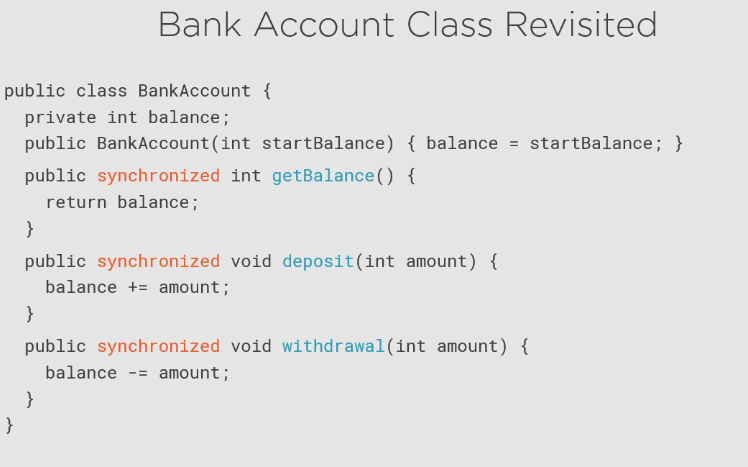 Bank Account Class Revisited
public class BankAccount {
  private int balance;
  public BankAccount(int startBalance) { balance = startBalance; }
  public synchronized int getBalance() {
    return balance;
  }
  public synchronized void deposit(int amount) {
    balance += amount;
  }
  public synchronized void withdrawal(int amount) {
    balance -= amount;
  }
}